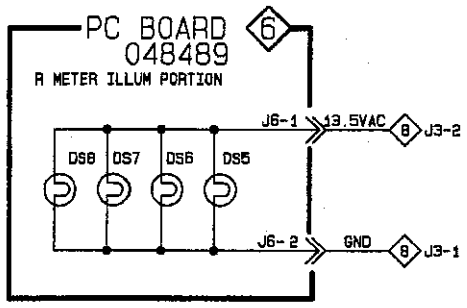 PC BOARD 6
048489
R METER ILLUM PORTION
J6-1 13.5VAC 8 J3-2
DS8 DS7 DS6 DS5
J6-2 GND 8 J3-1